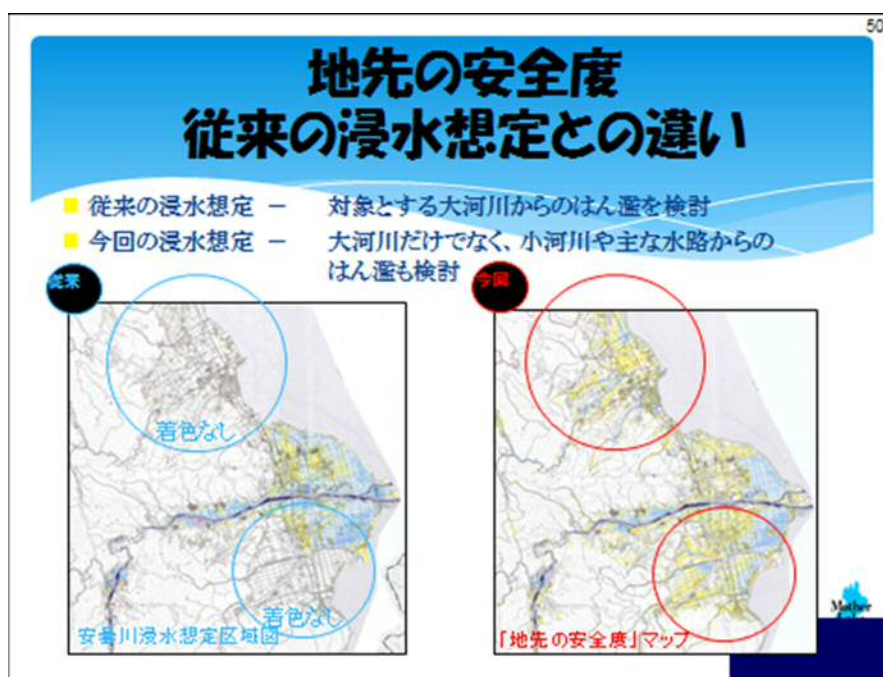 50
地先の安全度
従来の浸水想定との違い
従来の浸水想定 － 対象とする大河川からのはん濫を検討
今回の浸水想定 － 大河川だけでなく、小河川や主な水路からの
はん濫も検討
従来
今回
着色なし
着色なし
安曇川浸水想定区域図
「地先の安全度」マップ
Mother